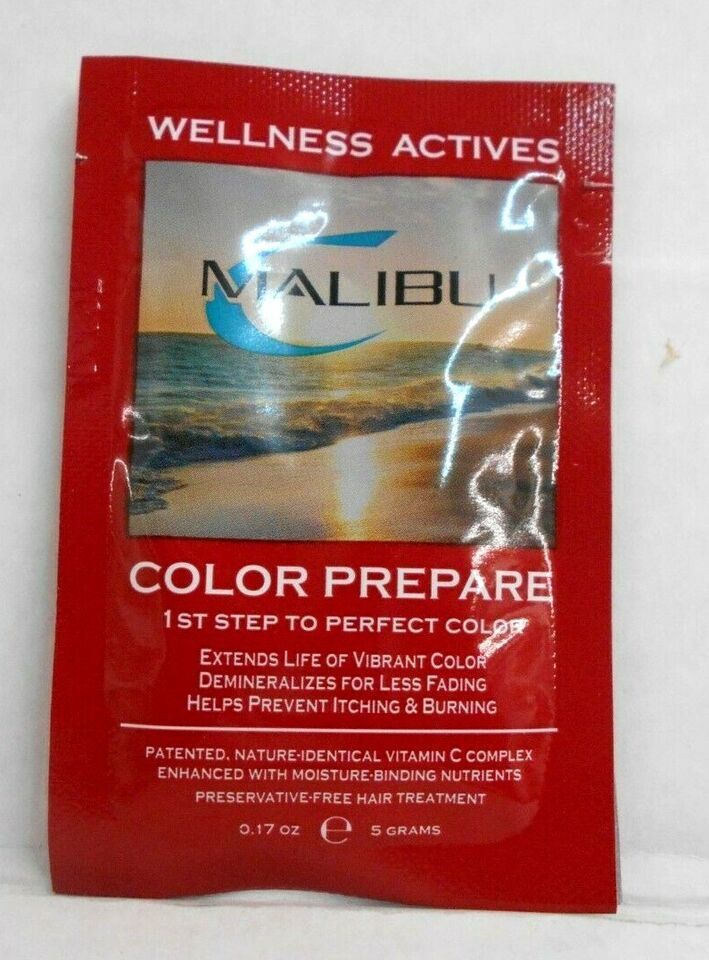 WELLNESS ACTIVES
MALIBU C
COLOR PREPARE
1ST STEP TO PERFECT COLOR
EXTENDS LIFE OF VIBRANT COLOR
DEMINERALIZES FOR LESS FADING
HELPS PREVENT ITCHING & BURNING
PATENTED, NATURE-IDENTICAL VITAMIN C COMPLEX
ENHANCED WITH MOISTURE-BINDING NUTRIENTS
PRESERVATIVE-FREE HAIR TREATMENT
0.17 OZ ℮ 5 GRAMS